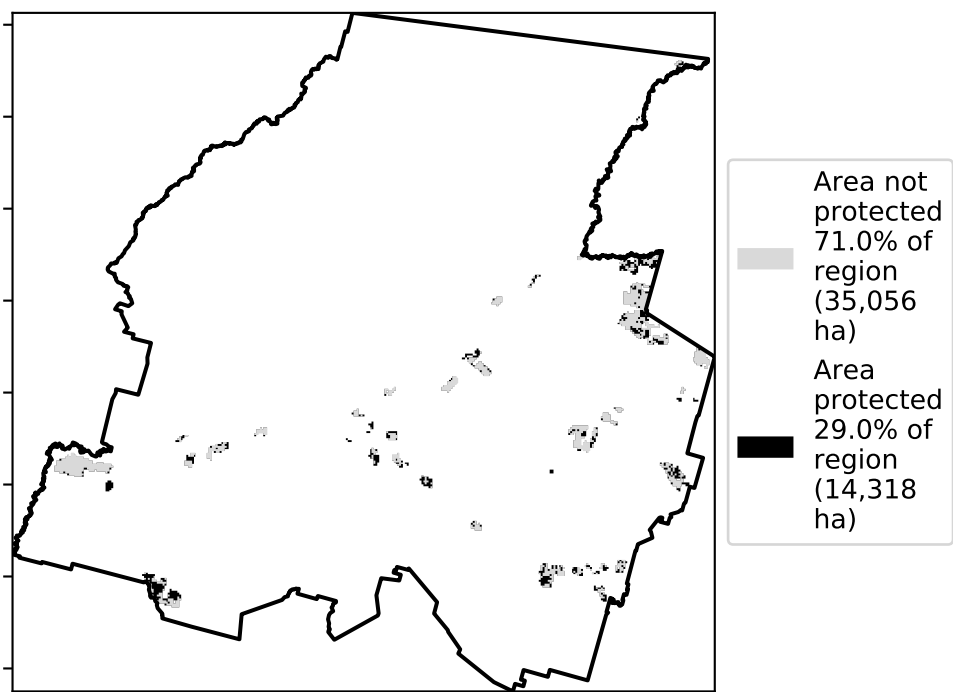 Area not
protected
71.0% of
region
(35,056
ha)
Area
protected
29.0% of
region
(14,318
ha)